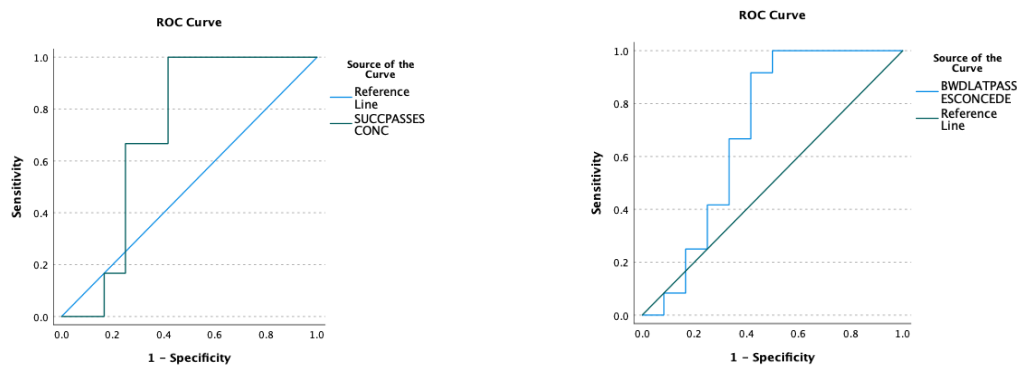 ROC Curve
Source of the
Curve
Reference
Line
SUCCPASSES
CONC
1.0
0.8
0.6
0.4
0.2
0.0
Sensitivity
0.0 0.2 0.4 0.6 0.8 1.0
1 - Specificity
ROC Curve
Source of the
Curve
BWDLATPASS
ESCONCEDE
Reference
Line
1.0
0.8
0.6
0.4
0.2
0.0
Sensitivity
0.0 0.2 0.4 0.6 0.8 1.0
1 - Specificity